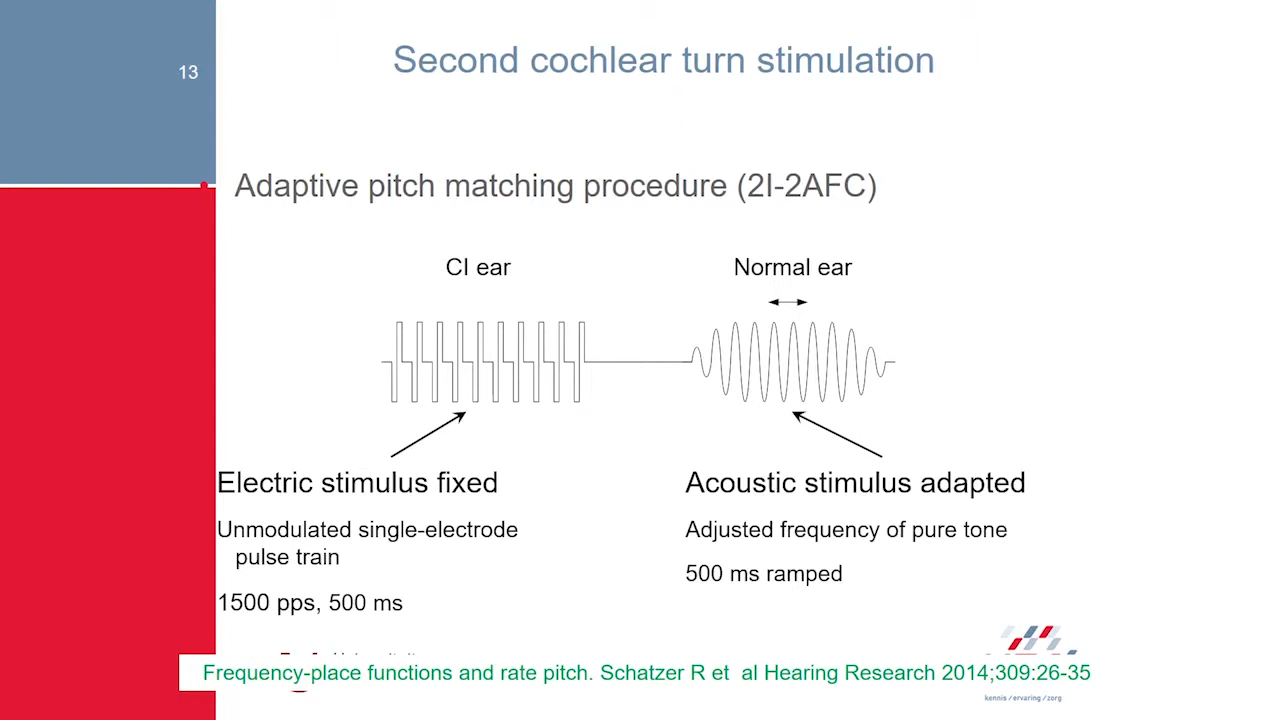 13
Second cochlear turn stimulation
Adaptive pitch matching procedure (2I-2AFC)
CI ear
Normal ear
Electric stimulus fixed
Unmodulated single-electrode
pulse train
1500 pps, 500 ms
Acoustic stimulus adapted
Adjusted frequency of pure tone
500 ms ramped
Frequency-place functions and rate pitch. Schatzer R et al Hearing Research 2014;309:26-35
kennis / ervaring / zorg